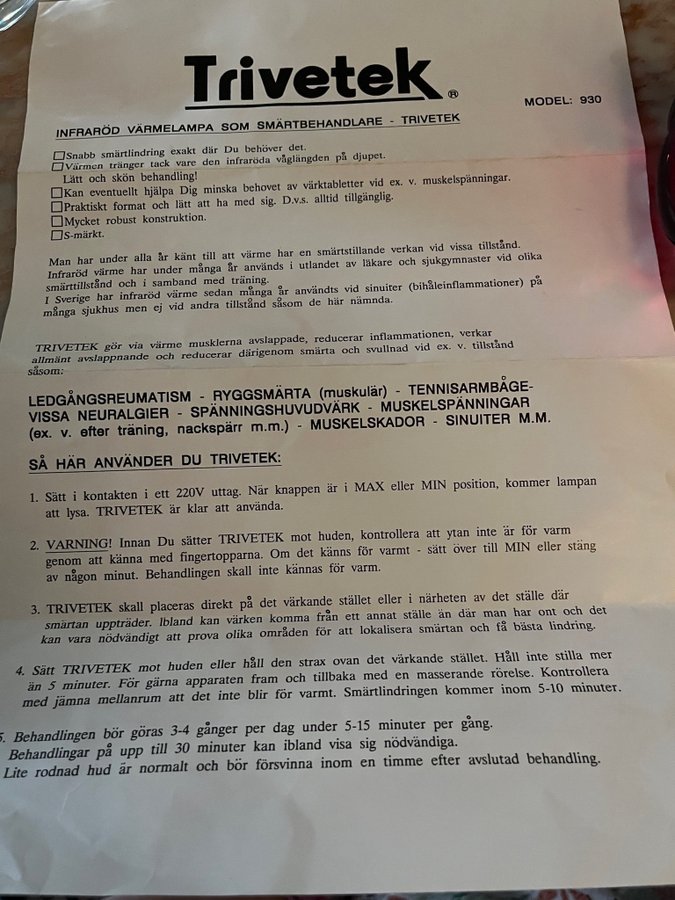 Trivetek®
MODEL: 930
INFRARÖD VÄRMELAMPA SOM SMÄRTBEHANDLARE - TRIVETEK
Snabb smärtlindring exakt där Du behöver det.
Värmen tränger tack vare den infraröda våglängden på djupet.
Lätt och skön behandling!
Kan eventuellt hjälpa Dig minska behovet av värktabletter vid ex. v. muskelspänningar.
Praktiskt format och lätt att ha med sig. D.v.s. alltid tillgänglig.
Mycket robust konstruktion.
S-märkt.
Man har under alla år känt till att värme har en smärtstillande verkan vid vissa tillstånd.
Infraröd värme har under många år används i utlandet av läkare och sjukgymnaster vid olika
smärttillstånd och i samband med träning.
I Sverige har infraröd värme sedan många år användts vid sinuiter (bihåleinflammationer) på
många sjukhus men ej vid andra tillstånd såsom de här nämnda.
TRIVETEK gör via värme musklerna avslappade, reducerar inflammationen, verkar
allmänt avslappnande och reducerar därigenom smärta och svullnad vid ex. v. tillstånd
såsom:
LEDGÅNGSREUMATISM - RYGGSMÄRTA (muskulär) - TENNISARMBÅGE-
VISSA NEURALGIER - SPÄNNINGSHUVUDVÄRK - MUSKELSPÄNNINGAR
(ex. v. efter träning, nackspärr m.m.) - MUSKELSKADOR - SINUITER M.M.
SÅ HÄR ANVÄNDER DU TRIVETEK:
1. Sätt i kontakten i ett 220V uttag. När knappen är i MAX eller MIN position, kommer lampan
att lysa. TRIVETEK är klar att använda.
2. VARNING! Innan Du sätter TRIVETEK mot huden, kontrollera att ytan inte är för varm
genom att känna med fingertopparna. Om det känns för varmt - sätt över till MIN eller stäng
av någon minut. Behandlingen skall inte kännas för varm.
3. TRIVETEK skall placeras direkt på det värkande stället eller i närheten av det ställe där
smärtan uppträder. Ibland kan värken komma från ett annat ställe än där man har ont och det
kan vara nödvändigt att prova olika områden för att lokalisera smärtan och få bästa lindring.
4. Sätt TRIVETEK mot huden eller håll den strax ovan det värkande stället. Håll inte stilla mer
än 5 minuter. För gärna apparaten fram och tillbaka med en masserande rörelse. Kontrollera
med jämna mellanrum att det inte blir för varmt. Smärtlindringen kommer inom 5-10 minuter.
5. Behandlingen bör göras 3-4 gånger per dag under 5-15 minuter per gång.
Behandlingar på upp till 30 minuter kan ibland visa sig nödvändiga.
Lite rodnad hud är normalt och bör försvinna inom en timme efter avslutad behandling.